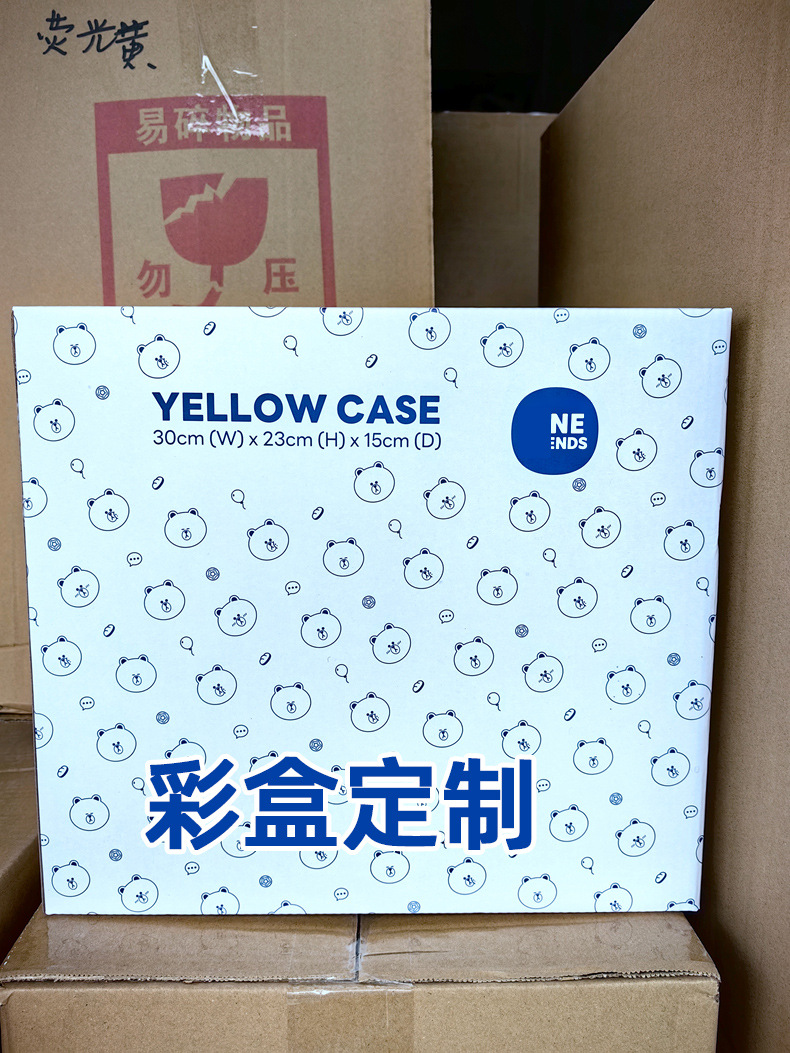 荧光黄
易碎物品
勿 压
YELLOW CASE
30cm (W) x 23cm (H) x 15cm (D)
NE
ENDS
彩盒定制